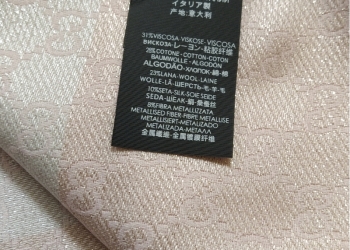 イタリア製
产地:意大利
31%VISCOSA-VISKOSE-VISCOSE
ВИСКОЗА-レーヨン-粘胶纤维
28%COTONE-COTTON-COTON
BAUMWOLLE-ALGODÓN
ALGODÃO-ХЛОПОК-綿-棉
23%LANA-WOOL-LAINE
WOLLE-LÃ-ШЕРСТЬ-毛-羊毛
10%SETA-SILK-SOIE SEIDE
SEDA-ШЁЛК-絹-桑蚕丝
8%FIBRA METALLIZZATA
METALLISED FIBER-FIBRE METALLISEE
METALLISIERT-METALIZADO
METALIZADA-МЕТАЛЛ
金属繊維-金属镀膜纤维